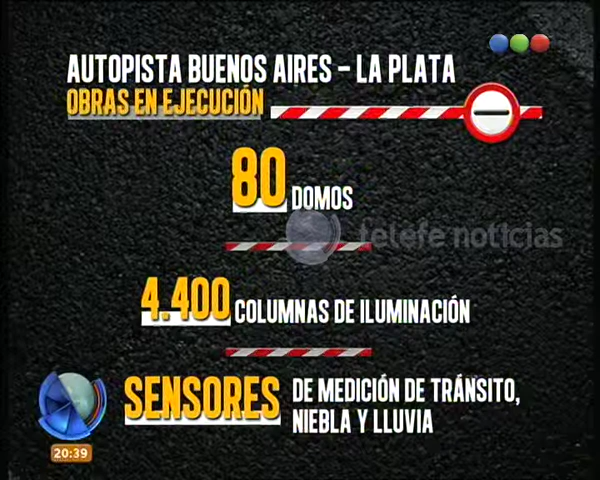 AUTOPISTA BUENOS AIRES – LA PLATA
OBRAS EN EJECUCIÓN
80 DOMOS
telefe noticias
4.400 COLUMNAS DE ILUMINACIÓN
SENSORES DE MEDICIÓN DE TRÁNSITO,
NIEBLA Y LLUVIA
20:39